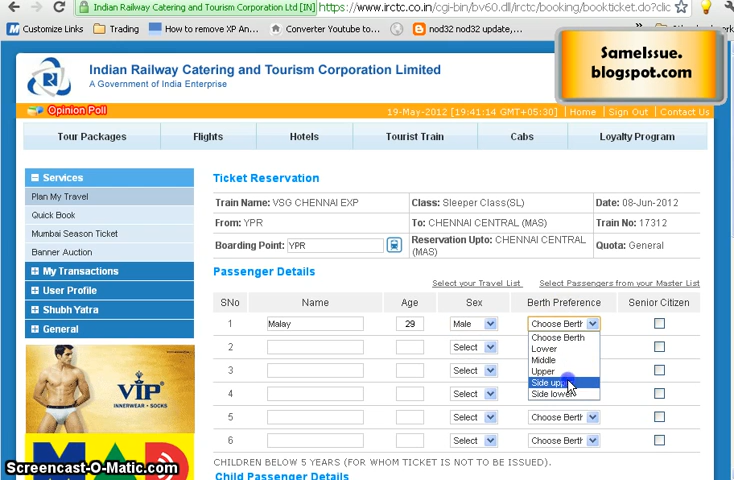 Indian Railway Catering and Tourism Corporation Ltd [IN] https://www.irctc.co.in/cgi-bin/bv60.dll/irctc/booking/bookticket.do?clic
Customize Links YouTube How to remove XP An... Converter Youtube to... nod32 nod32 update,...
SameIssue.
blogspot.com
Indian Railway Catering and Tourism Corporation Limited
A Government of India Enterprise
Opinion Poll 19-May-2012 [19:41:14 GMT+05:30] Home Sign Out Contact Us
Tour Packages Flights Hotels Tourist Train Cabs Loyalty Program
Services
Plan My Travel
Quick Book
Mumbai Season Ticket
Banner Auction
My Transactions
User Profile
Shubh Yatra
General
VIP
INNERWEAR • SOCKS
MAD
Ticket Reservation
Train Name: VSG CHENNAI EXP Class: Sleeper Class(SL) Date: 08-Jun-2012
From: YPR To: CHENNAI CENTRAL (MAS) Train No: 17312
Boarding Point: YPR Reservation Upto: CHENNAI CENTRAL (MAS) Quota: General
Passenger Details
Select your Travel List Select Passengers from your Master List
SNo Name Age Sex Berth Preference Senior Citizen
1 Malay 29 Male Choose Berth
Choose Berth
Lower
Middle
Upper
Side upp
Side lower
2 Select
3 Select
4 Select
5 Select Choose Berth
6 Select Choose Berth
CHILDREN BELOW 5 YEARS (FOR WHOM TICKET IS NOT TO BE ISSUED).
Child Passenger Details
Screencast-O-Matic.com